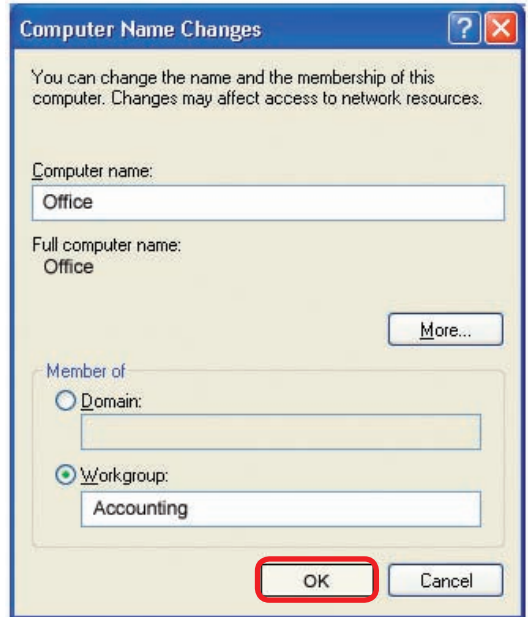 Computer Name Changes
?
You can change the name and the membership of this
computer. Changes may affect access to network resources.
Computer name:
Office
Full computer name:
Office
More...
Member of
Domain:
Workgroup:
Accounting
OK
Cancel